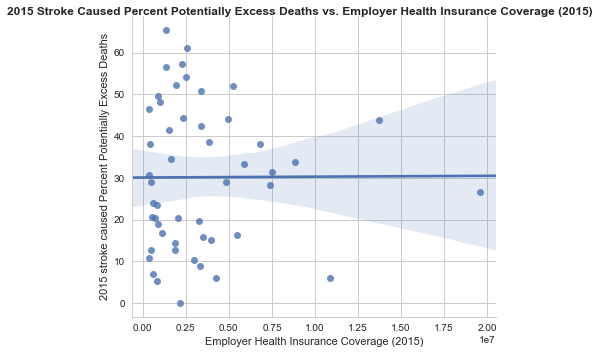 2015 Stroke Caused Percent Potentially Excess Deaths vs. Employer Health Insurance Coverage (2015)
2015 stroke caused Percent Potentially Excess Deaths
60
50
40
30
20
10
0
0.00 0.25 0.50 0.75 1.00 1.25 1.50 1.75 2.00
1e7
Employer Health Insurance Coverage (2015)